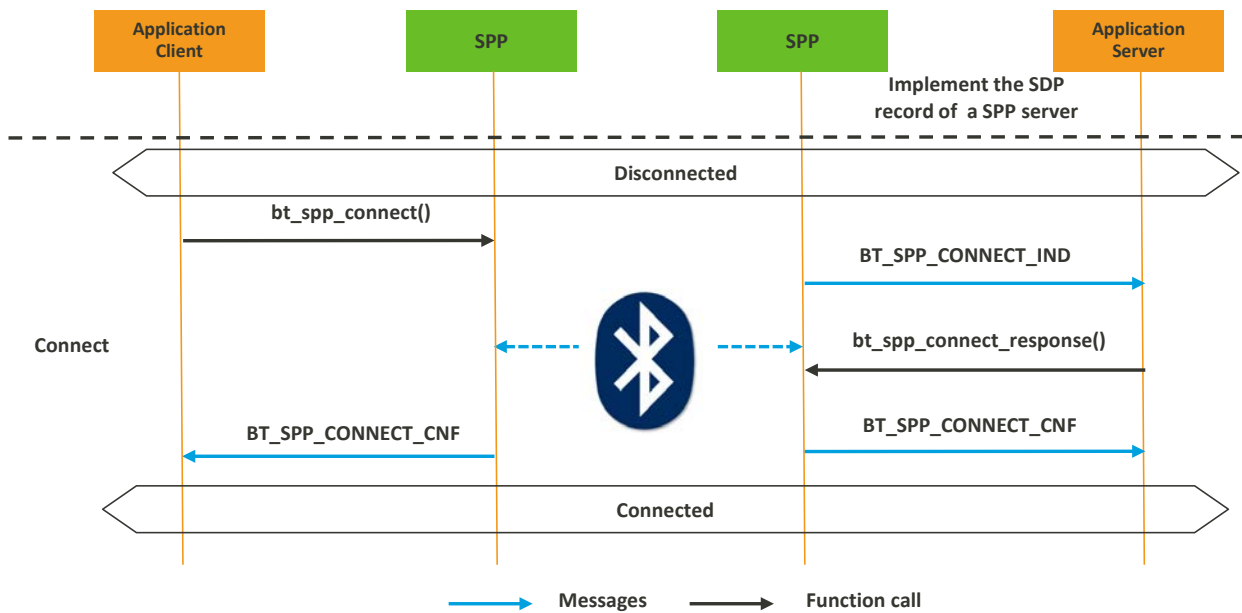 Application
Client
SPP
SPP
Application
Server
Implement the SDP
record of a SPP server
Disconnected
bt_spp_connect()
BT_SPP_CONNECT_IND
Connect
bt_spp_connect_response()
BT_SPP_CONNECT_CNF
BT_SPP_CONNECT_CNF
Connected
Messages
Function call